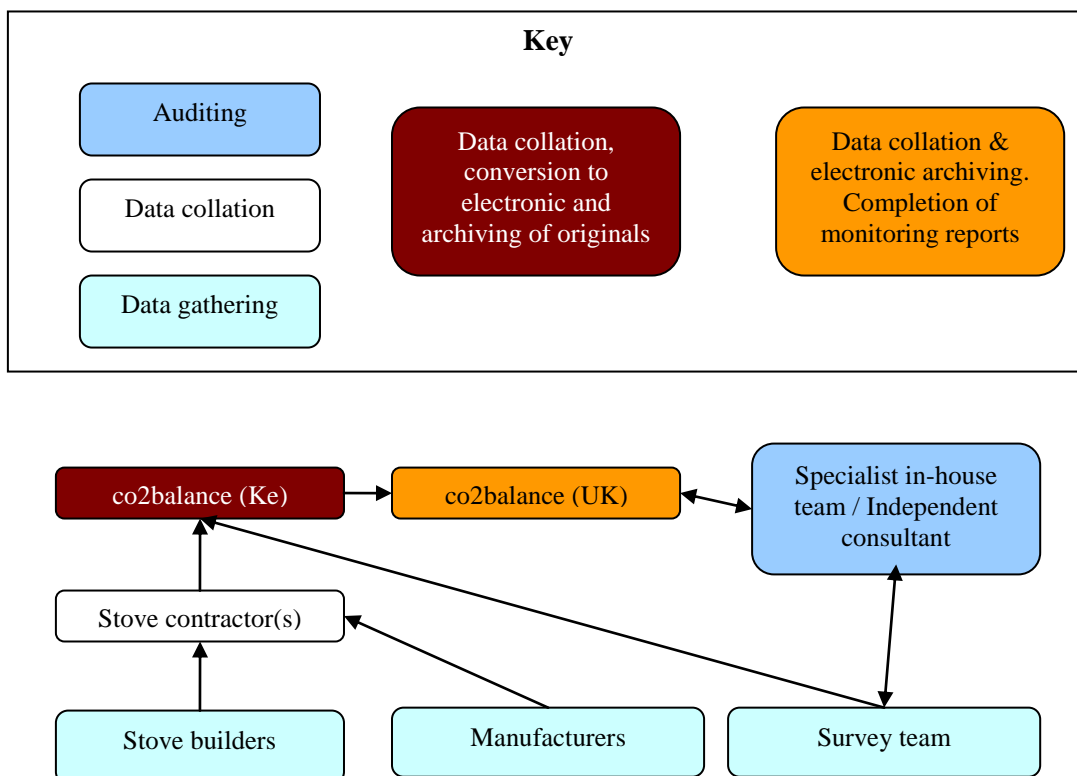 Key
Auditing
Data collation
Data gathering
Data collation,
conversion to
electronic and
archiving of originals
Data collation &
electronic archiving.
Completion of
monitoring reports
co2balance (Ke)
co2balance (UK)
Specialist in-house
team / Independent
consultant
Stove contractor(s)
Stove builders
Manufacturers
Survey team